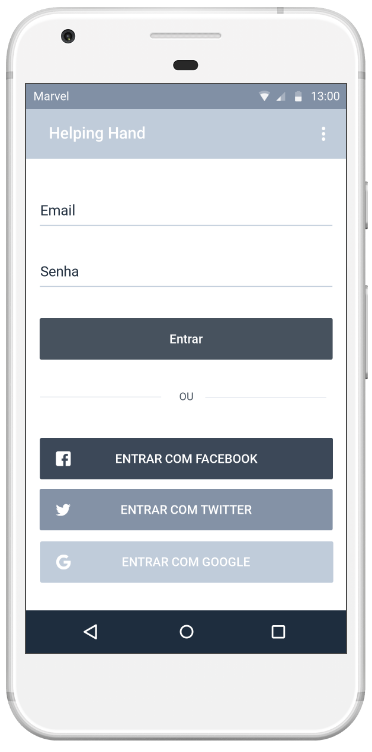 Marvel 13:00
Helping Hand
Email
Senha
Entrar
OU
ENTRAR COM FACEBOOK
ENTRAR COM TWITTER
ENTRAR COM GOOGLE